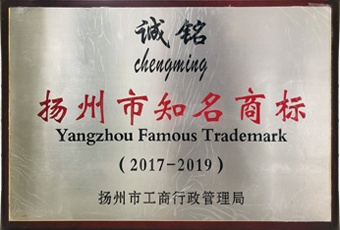 诚铭
chengming
扬州市知名商标
Yangzhou Famous Trademark
(2017-2019)
扬州市工商行政管理局